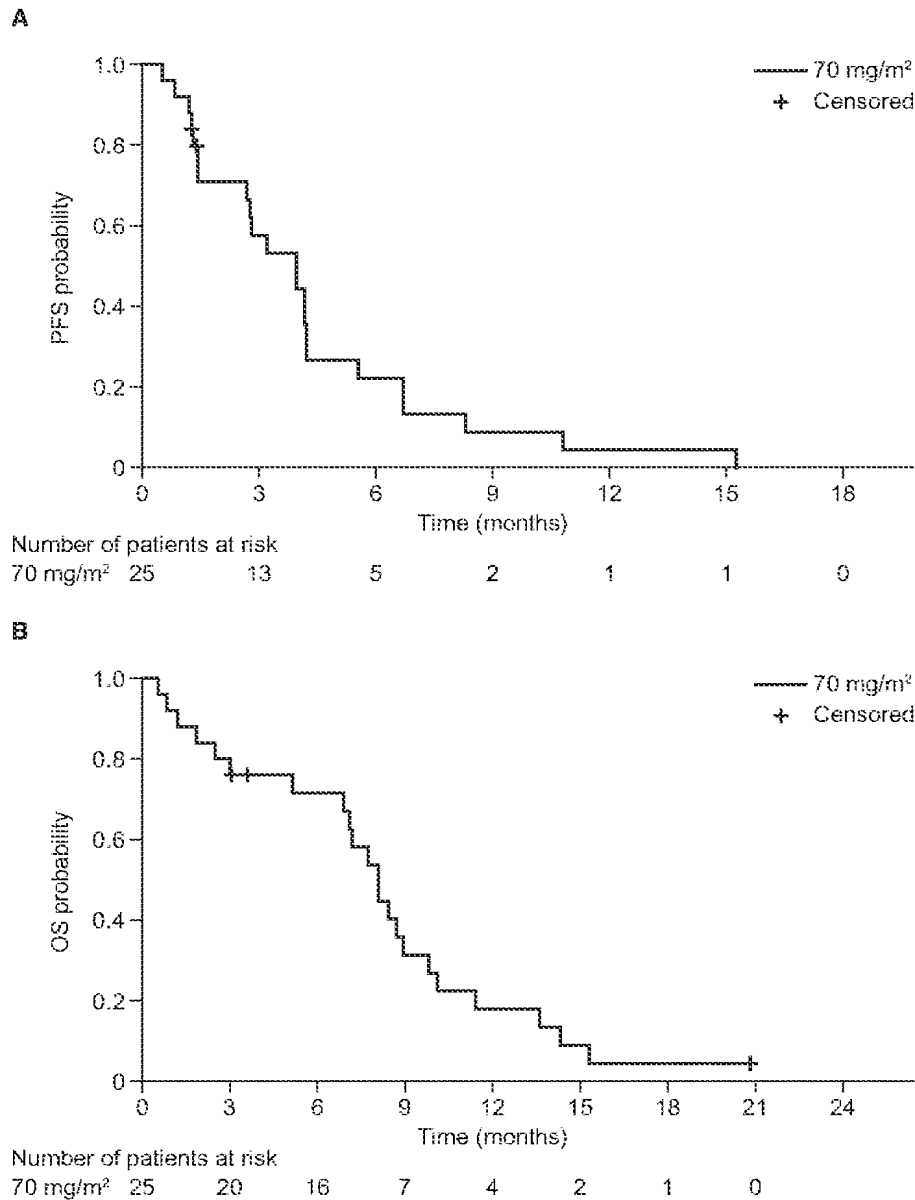 A
1.0
0.8
0.6
0.4
0.2
0
PFS probability
70 mg/m²
Censored
0 3 6 9 12 15 18
Time (months)
Number of patients at risk
70 mg/m² 25 13 5 2 1 1 0
B
1.0
0.8
0.6
0.4
0.2
0
OS probability
70 mg/m²
Censored
0 3 6 9 12 15 18 21 24
Time (months)
Number of patients at risk
70 mg/m² 25 20 16 7 4 2 1 0